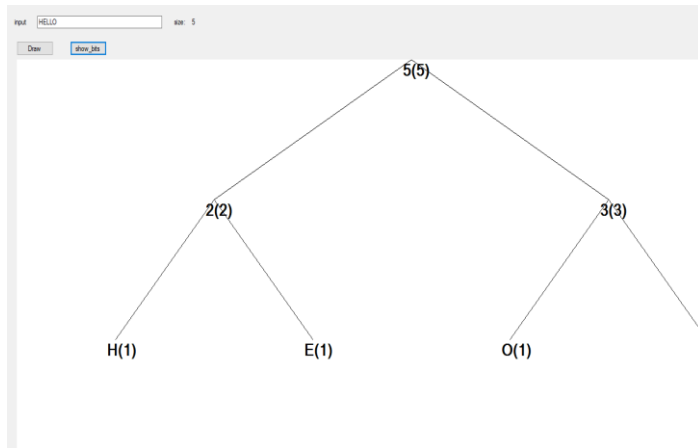 input HELLO size: 5
Draw show_bits
5(5)
2(2) 3(3)
H(1) E(1) O(1)